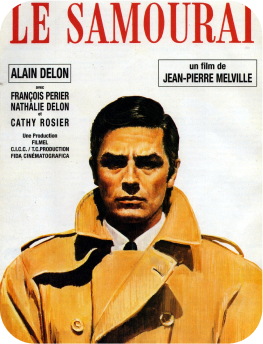 LE SAMOURAI
ALAIN DELON
avec
FRANÇOIS PERIER
NATHALIE DELON
et
CATHY ROSIER
Une Production
FILMEL
C.I.C.C. / T.C.PRODUCTION
FIDA CINÉMATOGRAFICA
un film de
JEAN-PIERRE MELVILLE